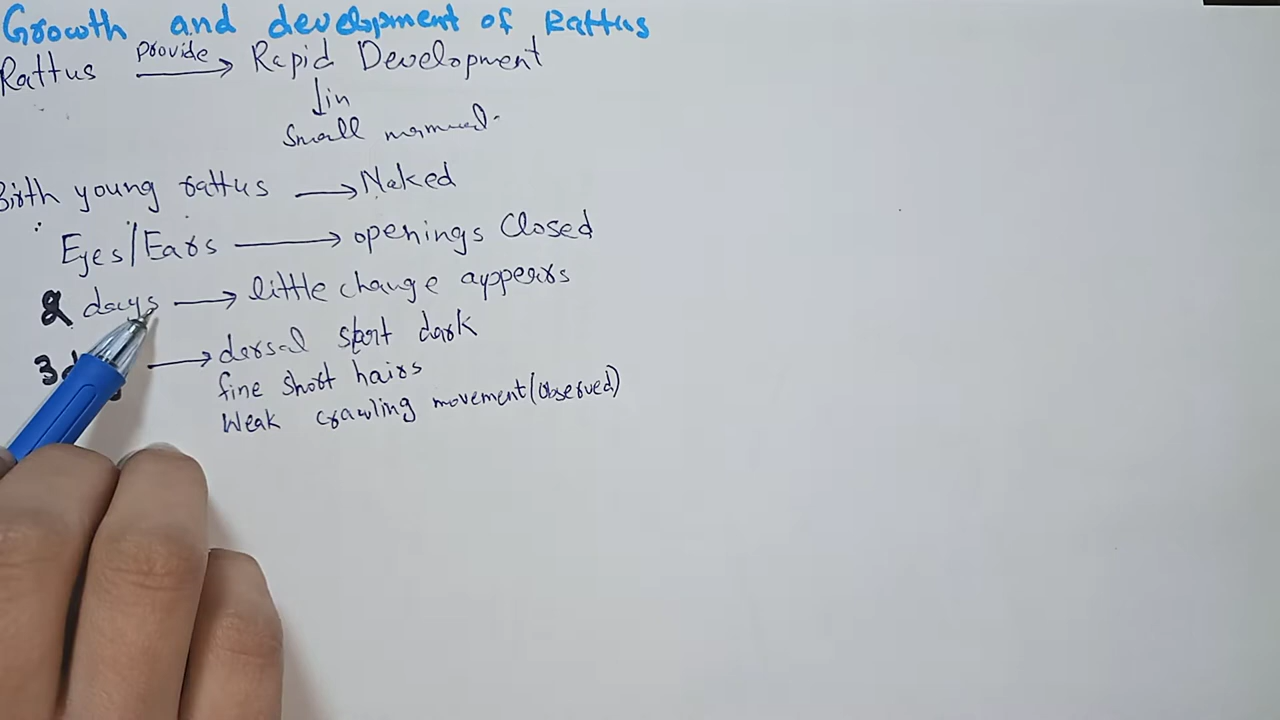 Growth and development of Rattus
Rattus provide → Rapid Development
↓ in
Small mammal.
Birth young rattus → Naked
Eyes/Ears → openings Closed
2 days → little change appears
3 → dorsal start dark
fine short hairs
Weak crawling movement (Observed)